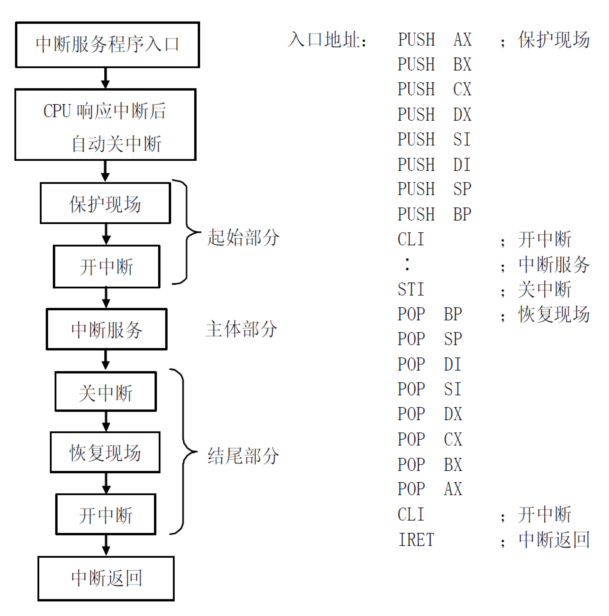 中断服务程序入口
CPU 响应中断后
自动关中断
保护现场
开中断
起始部分
中断服务
主体部分
关中断
恢复现场
开中断
结尾部分
中断返回
入口地址： PUSH AX ；保护现场
PUSH BX
PUSH CX
PUSH DX
PUSH SI
PUSH DI
PUSH SP
PUSH BP
CLI ；开中断
： ；中断服务
STI ；关中断
POP BP ；恢复现场
POP SP
POP DI
POP SI
POP DX
POP CX
POP BX
POP AX
CLI ；开中断
IRET ；中断返回